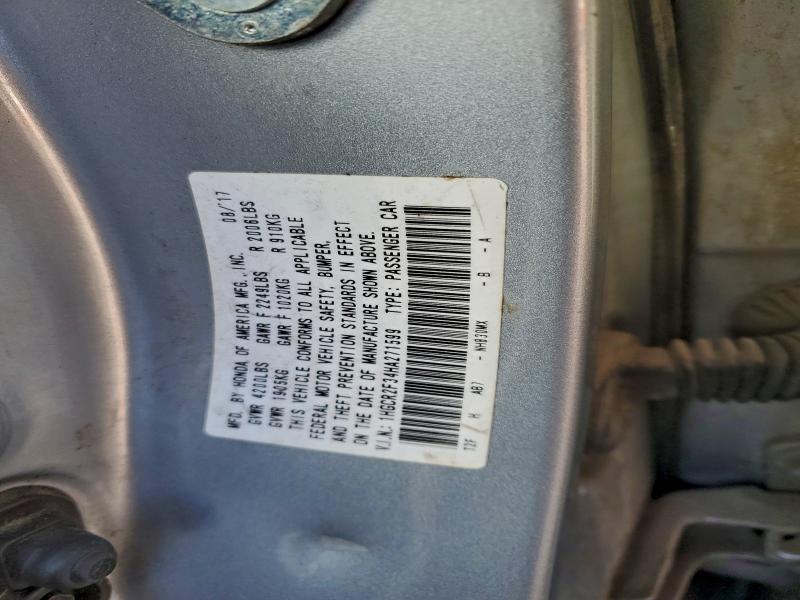 MFD. BY HONDA OF AMERICA MFG., INC. 08/'17
GVWR 4200LBS GAWR F 2249LBS R 2006LBS
GVWR 1905KG GAWR F 1020KG R 910KG
THIS VEHICLE CONFORMS TO ALL APPLICABLE
FEDERAL MOTOR VEHICLE SAFETY, BUMPER,
AND THEFT PREVENTION STANDARDS IN EFFECT
ON THE DATE OF MANUFACTURE SHOWN ABOVE.
V.I.N.: 1HGCR2F34HA271599 TYPE: PASSENGER CAR
T2F H AB7 - NH830MX - B - A